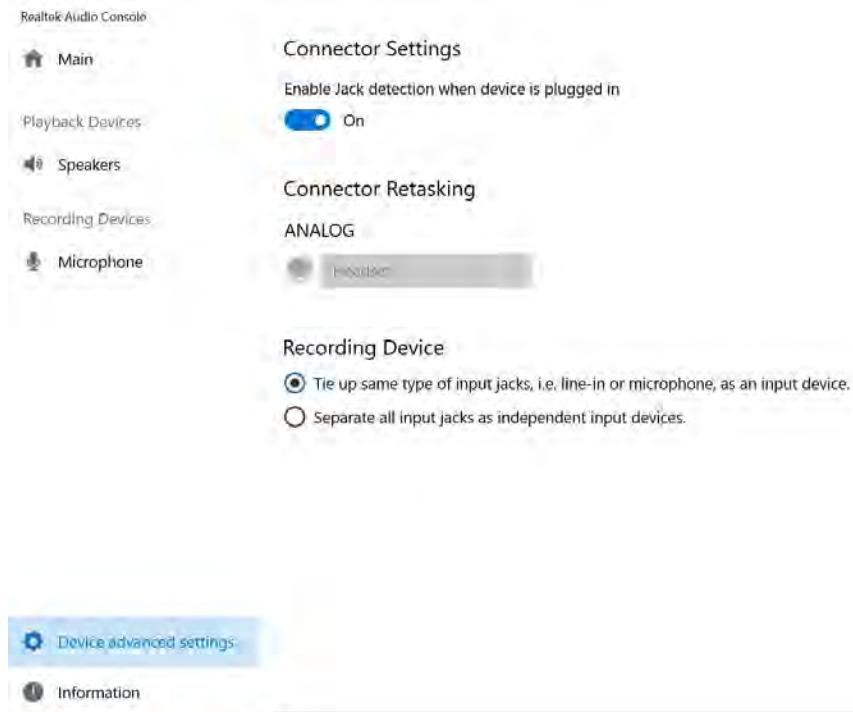 Realtek Audio Console
Main
Playback Devices
Speakers
Recording Devices
Microphone
Device advanced settings
Information
Connector Settings
Enable Jack detection when device is plugged in
On
Connector Retasking
ANALOG
Headset
Recording Device
Tie up same type of input jacks, i.e. line-in or microphone, as an input device.
Separate all input jacks as independent input devices.